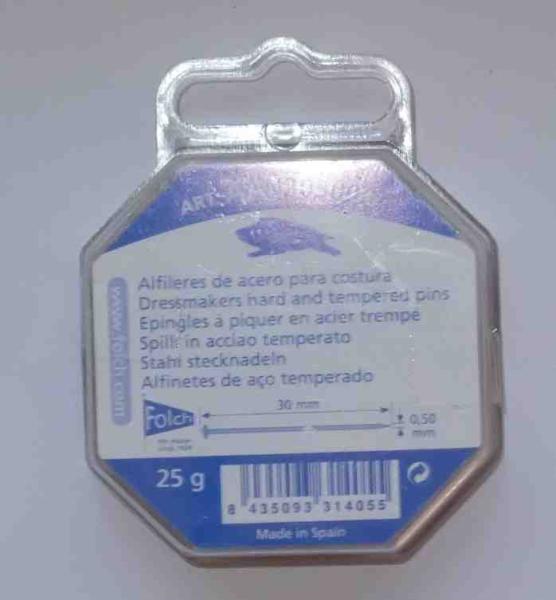 ART.
Alfileres de acero para costura
Dressmakers hard and tempered pins
Epingles à piquer en acier trempé
Spilli in acciao temperato
Stahl stecknadeln
Alfinetes de aço temperado
www.folch.com
30 mm
folch
0,50
mm
25 g
8 435093 314055
Made in Spain